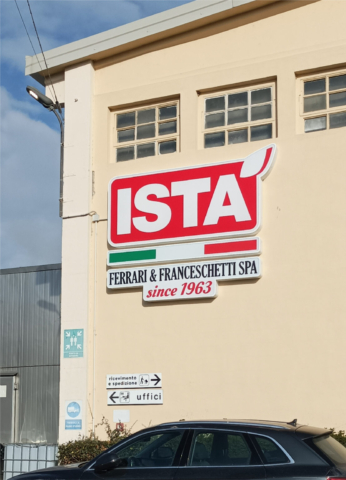 ISTA
FERRARI & FRANCESCHETTI SPA
since 1963
ricevimento
e spedizione
uffici